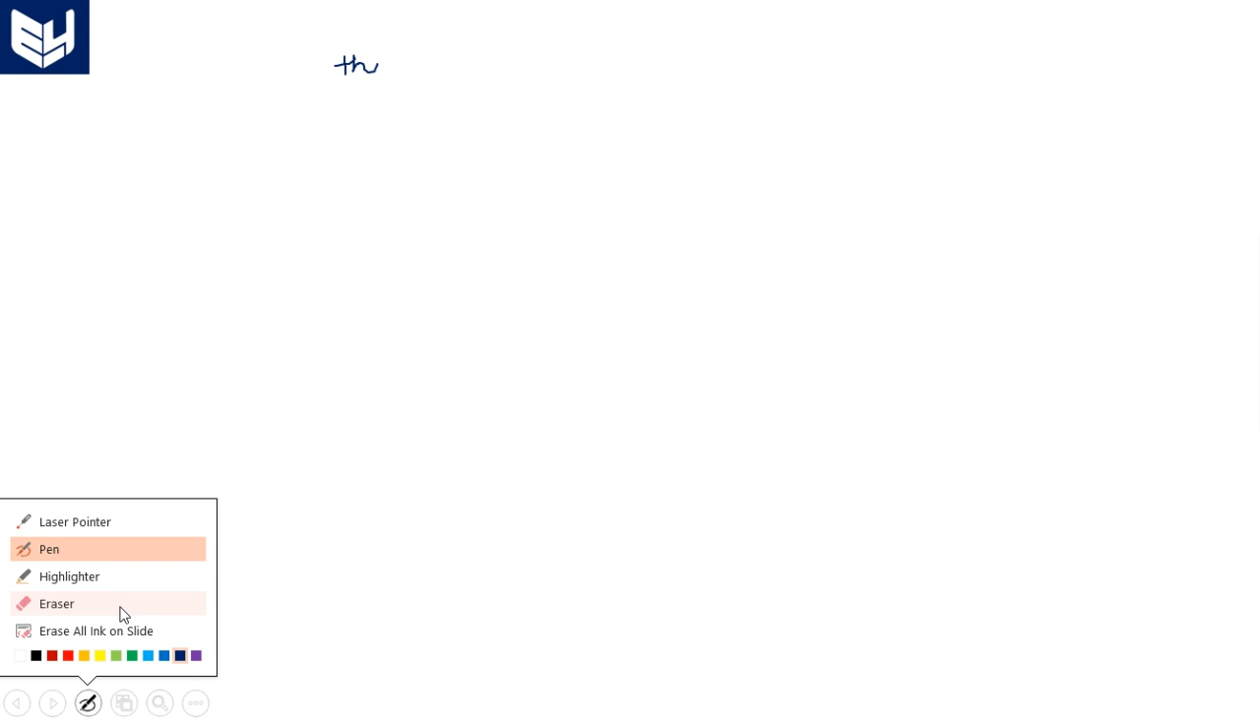 th
Laser Pointer
Pen
Highlighter
Eraser
Erase All Ink on Slide